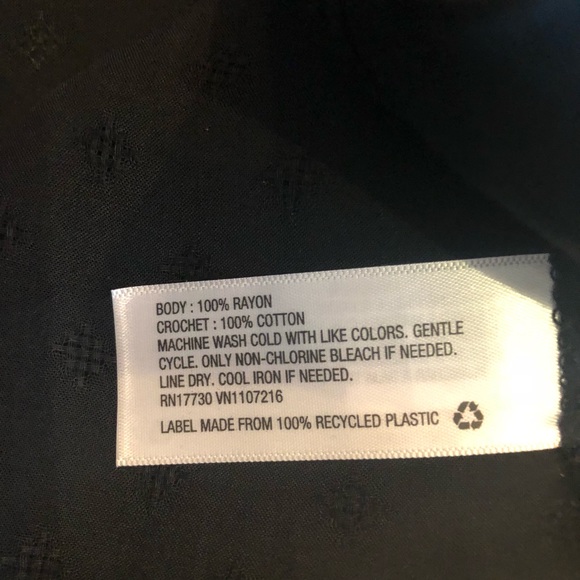 BODY : 100% RAYON
CROCHET : 100% COTTON
MACHINE WASH COLD WITH LIKE COLORS. GENTLE
CYCLE. ONLY NON-CHLORINE BLEACH IF NEEDED.
LINE DRY. COOL IRON IF NEEDED.
RN17730 VN1107216
LABEL MADE FROM 100% RECYCLED PLASTIC